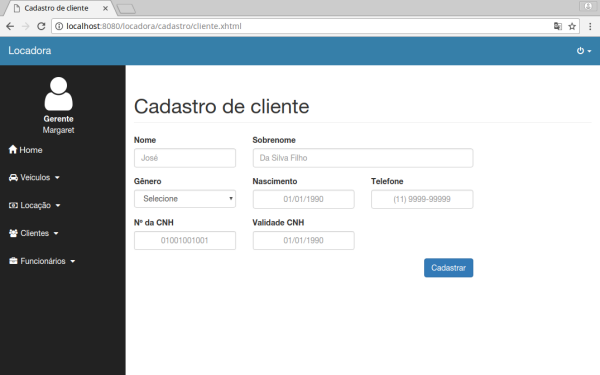 Cadastro de cliente
localhost:8080/locadora/cadastro/cliente.xhtml
Locadora
Gerente
Margaret
Home
Veículos
Locação
Clientes
Funcionários
Cadastro de cliente
Nome Sobrenome
José Da Silva Filho
Gênero Nascimento Telefone
Selecione 01/01/1990 (11) 9999-99999
Nº da CNH Validade CNH
01001001001 01/01/1990
Cadastrar